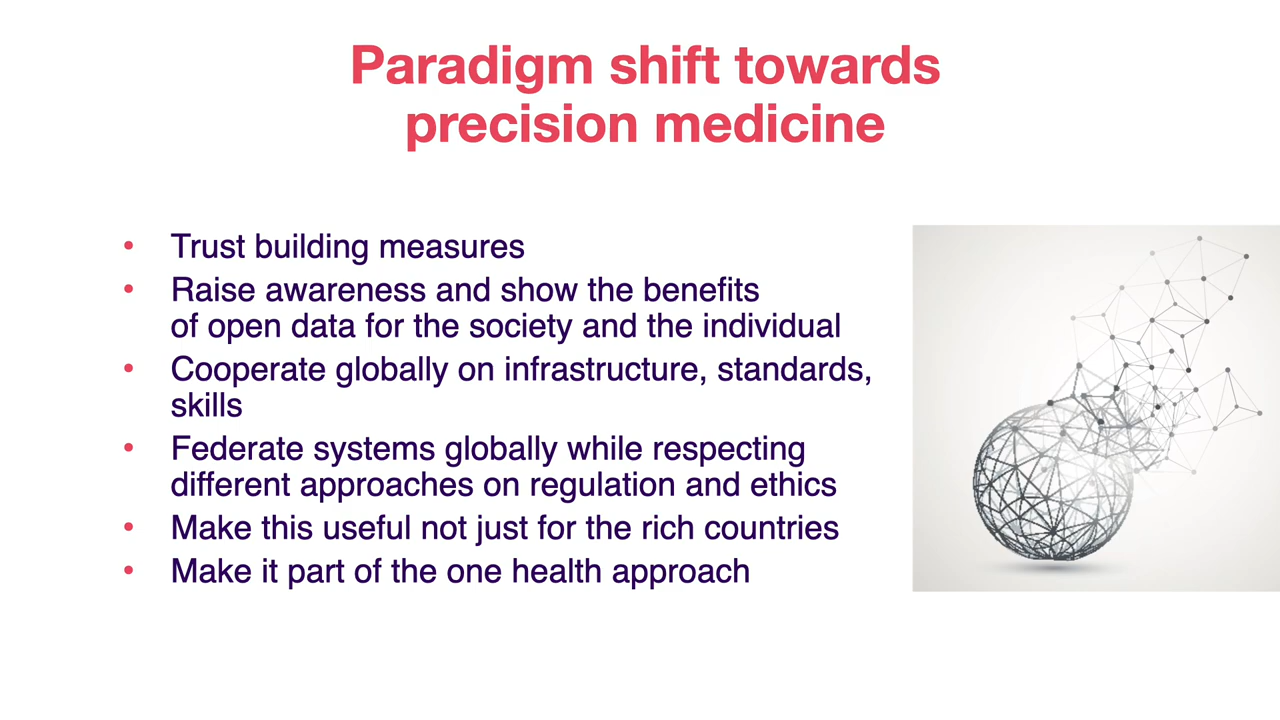 Paradigm shift towards
precision medicine
• Trust building measures
• Raise awareness and show the benefits
of open data for the society and the individual
• Cooperate globally on infrastructure, standards,
skills
• Federate systems globally while respecting
different approaches on regulation and ethics
• Make this useful not just for the rich countries
• Make it part of the one health approach